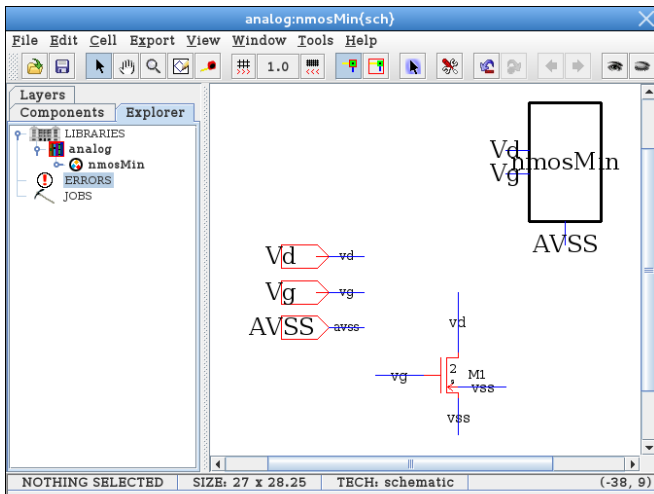 analog:nmosMin{sch}
File Edit Cell Export View Window Tools Help
1.0
Layers
Components Explorer
LIBRARIES
analog
nmosMin
ERRORS
JOBS
Vd
nmosMin
Vg
AVSS
Vd vd
Vg vg
AVSS avss
vd
2
M1
vg
vss
vss
NOTHING SELECTED SIZE: 27 x 28.25 TECH: schematic (-38, 9)